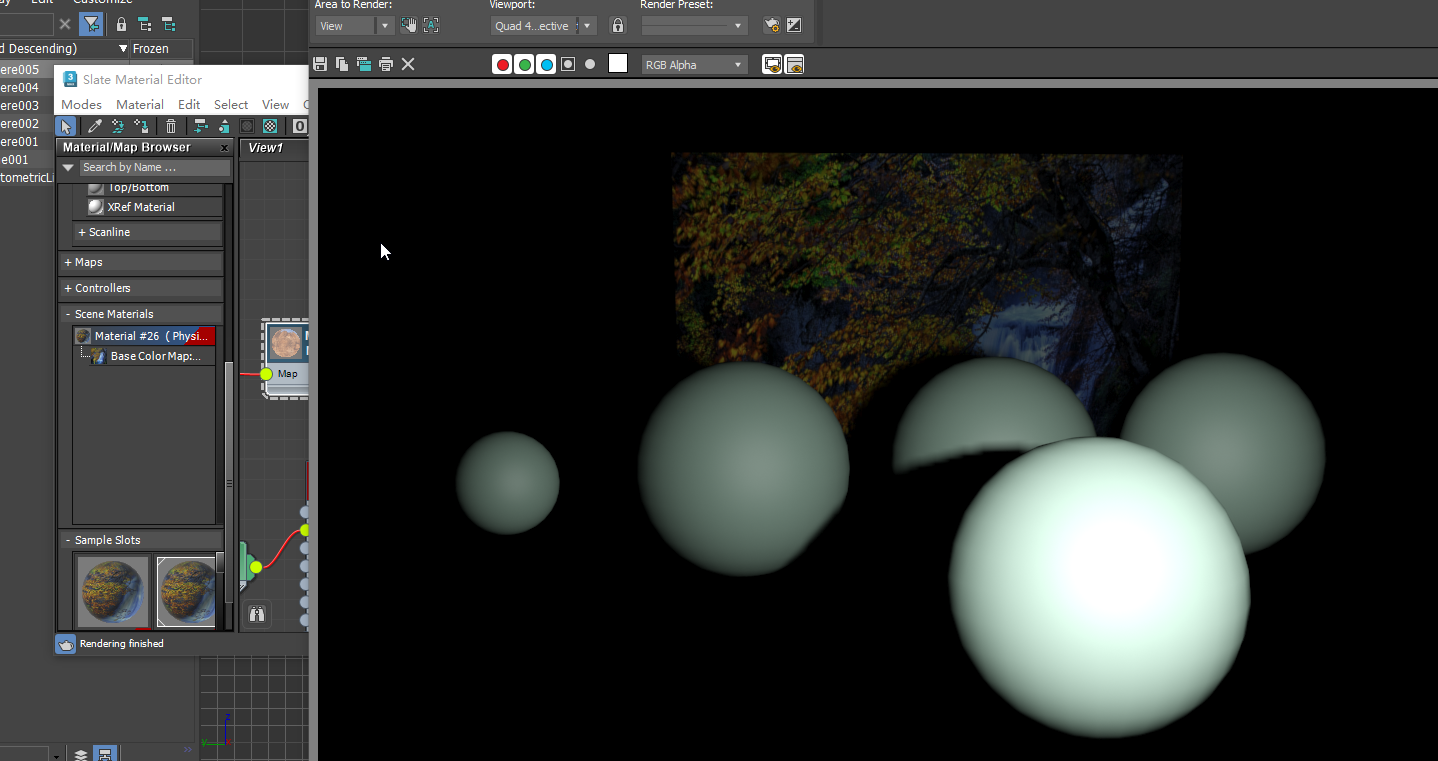 Edit
Customize
Area to Render:
Viewport:
Render Preset:
View
Quad 4...ective
d Descending)
Frozen
RGB Alpha
ere005
ere004
ere003
ere002
ere001
e001
tometricLi
3
Slate Material Editor
Modes
Material
Edit
Select
View
Material/Map Browser
x
View1
Search by Name ...
Top/Bottom
XRef Material
+ Scanline
+ Maps
+ Controllers
- Scene Materials
Material #26 ( Physi...
Base Color Map:...
Map
- Sample Slots
Rendering finished